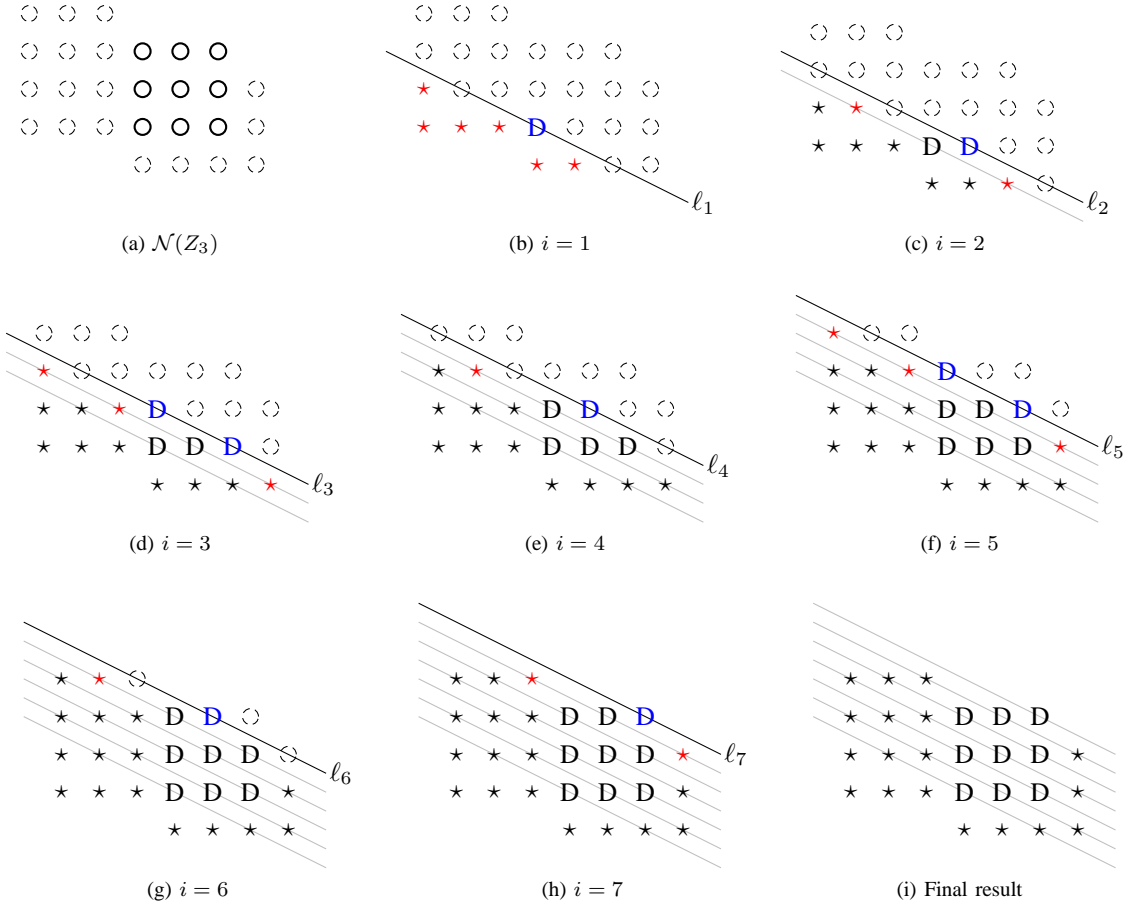 (a) 𝒩(Z₃)
D
ℓ₁
(b) i = 1
D D
ℓ₂
(c) i = 2
D
D D D
ℓ₃
(d) i = 3
D D
D D D
ℓ₄
(e) i = 4
D
D D D
D D D
ℓ₅
(f) i = 5
D D
D D D
ℓ₆
D D D
(g) i = 6
D D D
D D D
ℓ₇
D D D
(h) i = 7
D D D
D D D
D D D
(i) Final result